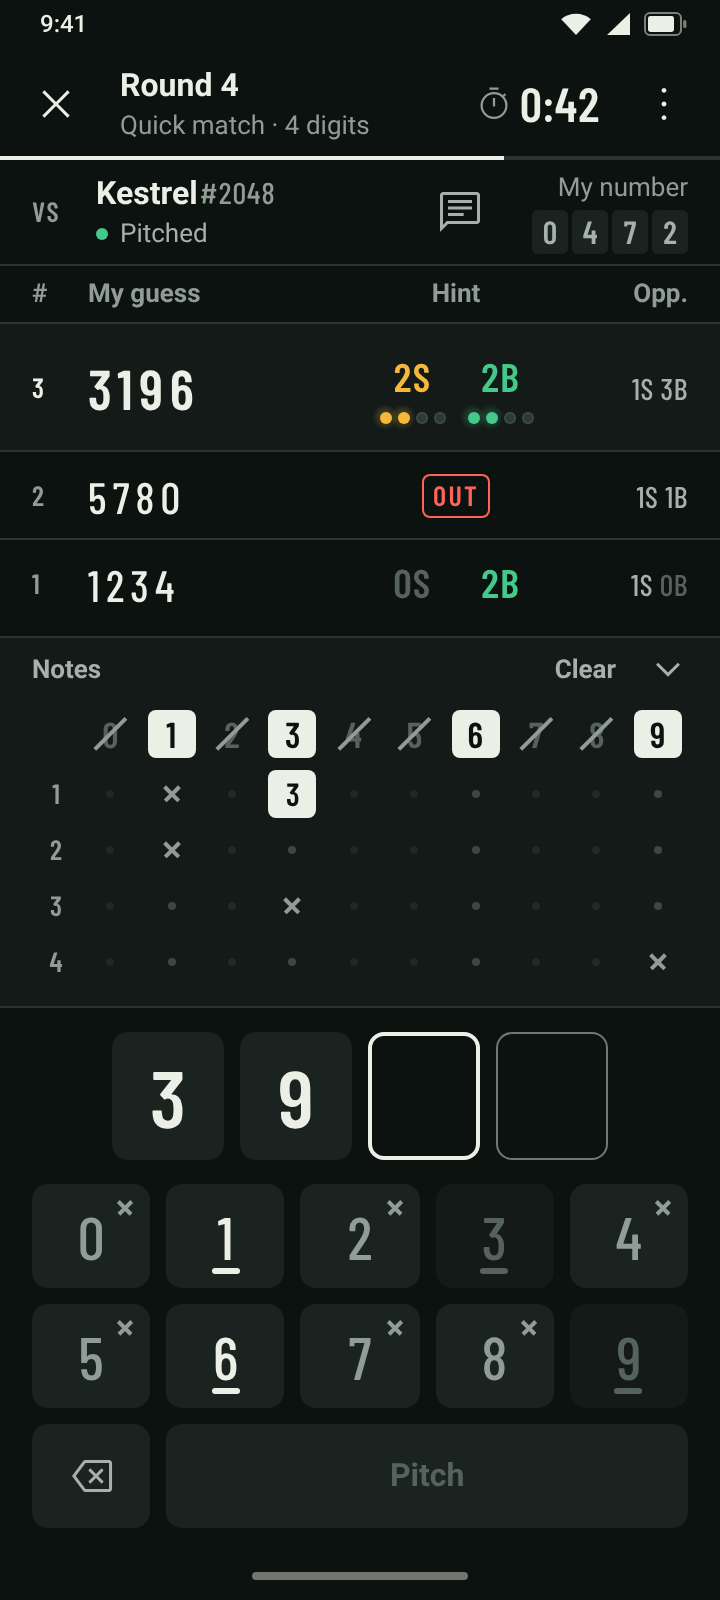 9:41
Round 4
Quick match · 4 digits
0:42
VS
Kestrel#2048
Pitched
My number
0 4 7 2
# My guess Hint Opp.
3 3196 2S 2B 1S 3B
2 5780 OUT 1S 1B
1 1234 0S 2B 1S 0B
Notes Clear
0 1 2 3 4 5 6 7 8 9
1 × 3
2 ×
3 ×
4 ×
3 9
0 × 1 2 × 3 4 ×
5 × 6 7 × 8 × 9
Pitch